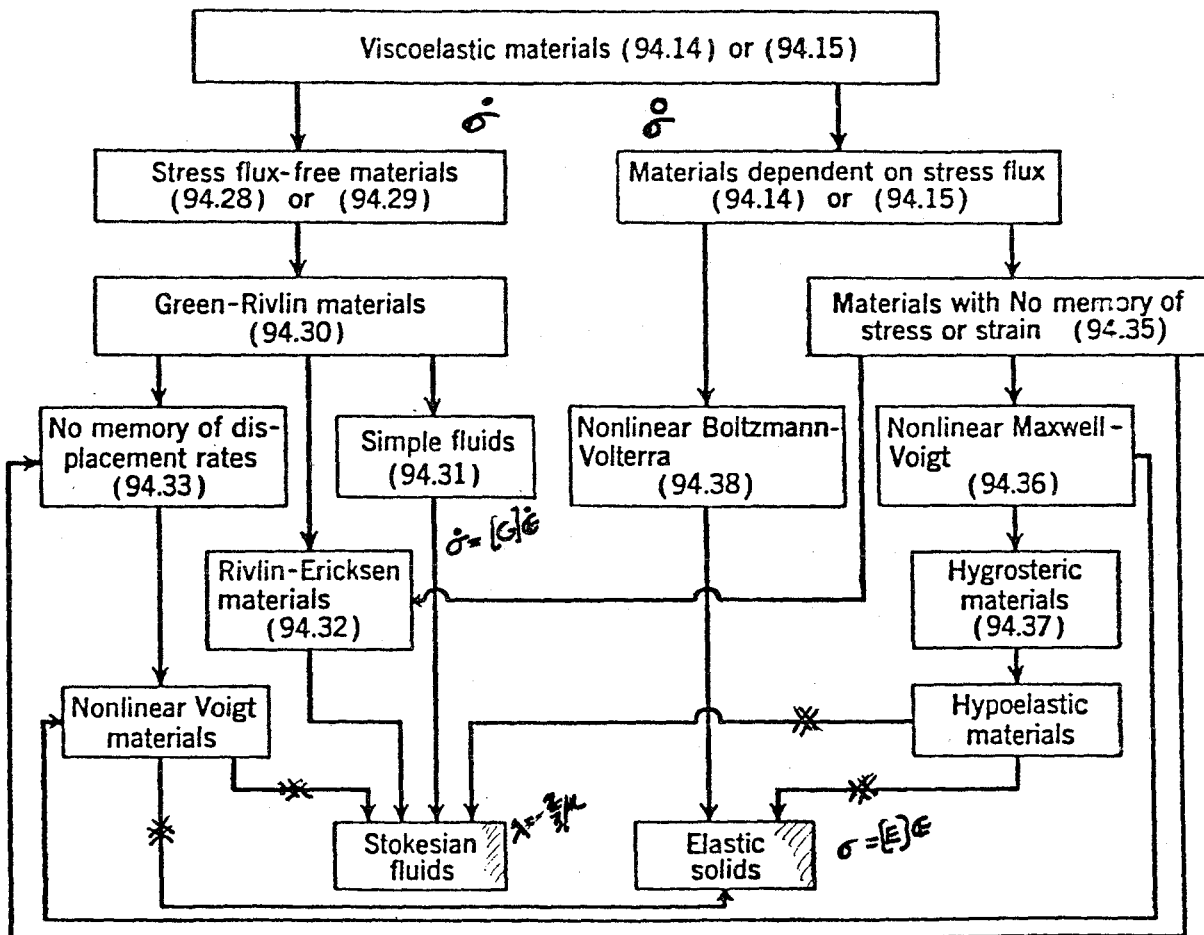 Viscoelastic materials (94.14) or (94.15)
σ̇
σ̊
Stress flux-free materials
(94.28) or (94.29)
Materials dependent on stress flux
(94.14) or (94.15)
Green-Rivlin materials
(94.30)
Materials with No memory of
stress or strain (94.35)
No memory of dis-
placement rates
(94.33)
Simple fluids
(94.31)
Nonlinear Boltzmann-
Volterra
(94.38)
Nonlinear Maxwell-
Voigt
(94.36)
σ̇ = [G]ε̇
Rivlin-Ericksen
materials
(94.32)
Hygrosteric
materials
(94.37)
Nonlinear Voigt
materials
Hypoelastic
materials
Stokesian
fluids
Elastic
solids
σ = [E]ε